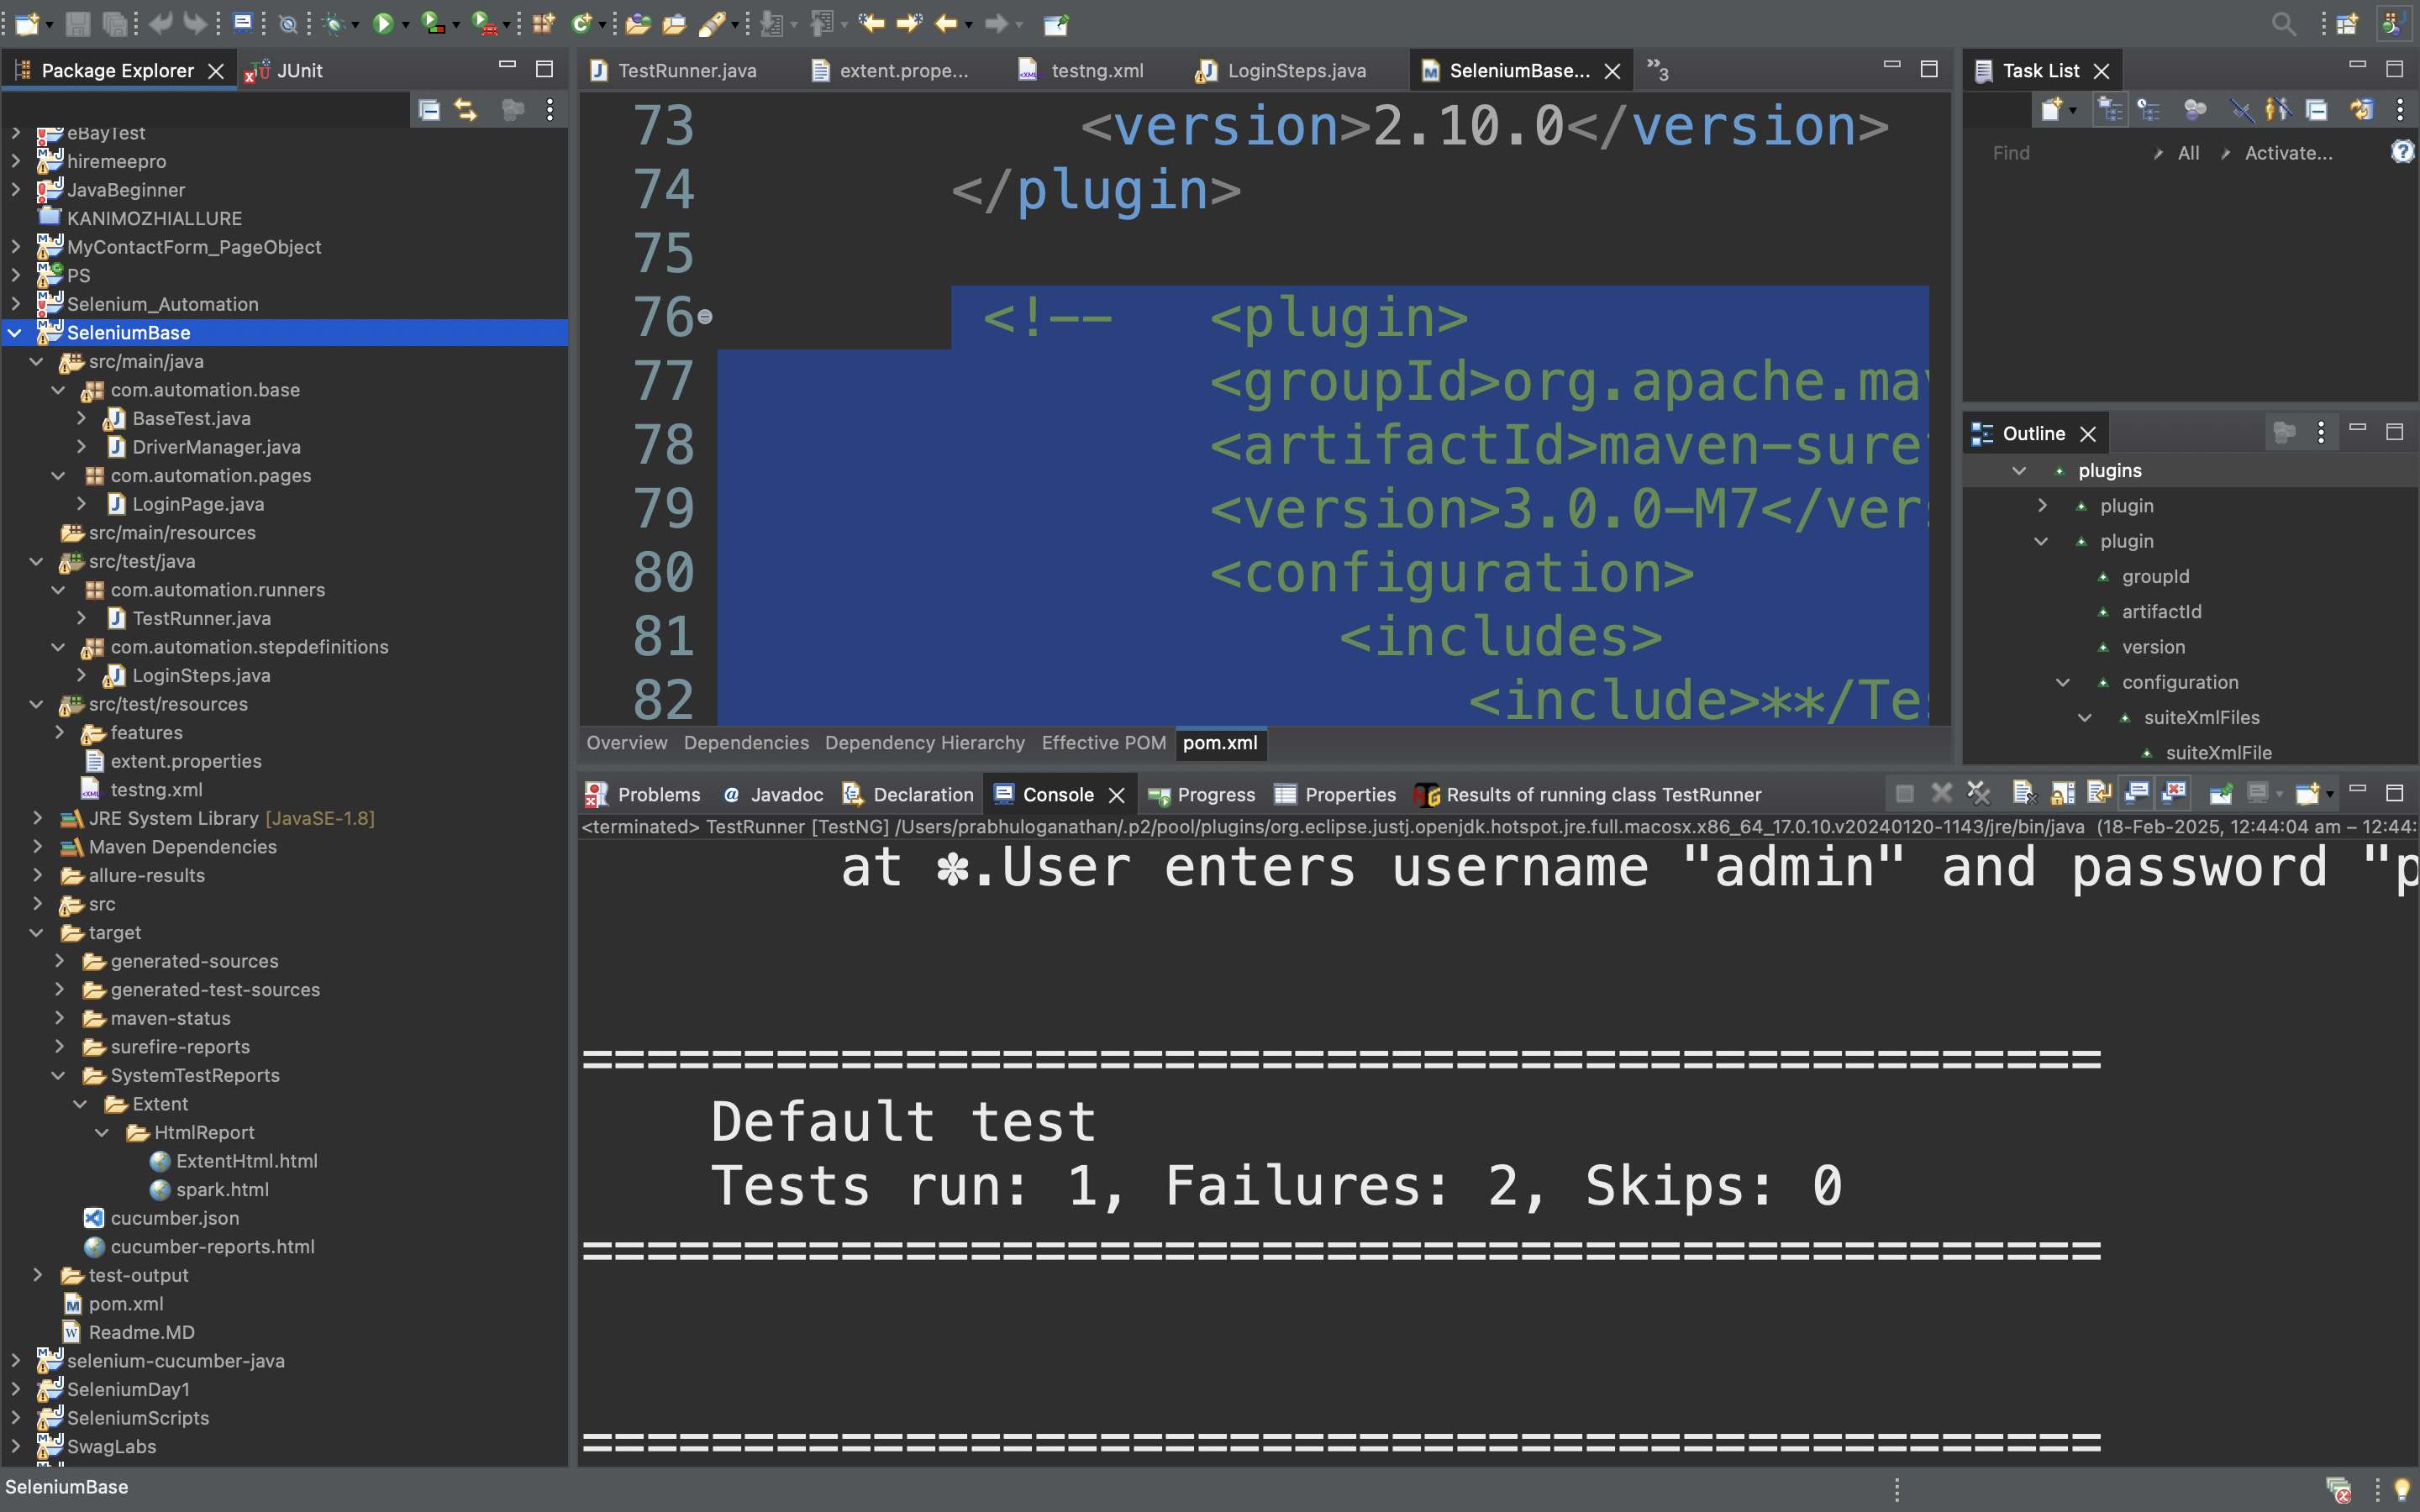 Package Explorer
JUnit
eBayTest
hiremeepro
JavaBeginner
KANIMOZHIALLURE
MyContactForm_PageObject
PS
Selenium_Automation
SeleniumBase
src/main/java
com.automation.base
BaseTest.java
DriverManager.java
com.automation.pages
LoginPage.java
src/main/resources
src/test/java
com.automation.runners
TestRunner.java
com.automation.stepdefinitions
LoginSteps.java
src/test/resources
features
extent.properties
testng.xml
JRE System Library [JavaSE-1.8]
Maven Dependencies
allure-results
src
target
generated-sources
generated-test-sources
maven-status
surefire-reports
SystemTestReports
Extent
HtmlReport
ExtentHtml.html
spark.html
cucumber.json
cucumber-reports.html
test-output
pom.xml
Readme.MD
selenium-cucumber-java
SeleniumDay1
SeleniumScripts
SwagLabs
TestRunner.java extent.prope... testng.xml LoginSteps.java SeleniumBase... »3
73 <version>2.10.0</version>
74 </plugin>
75
76 <!-- <plugin>
77 <groupId>org.apache.mav
78 <artifactId>maven-sure
79 <version>3.0.0-M7</ver
80 <configuration>
81 <includes>
82 <include>**/Te
Overview Dependencies Dependency Hierarchy Effective POM pom.xml
Task List
Find All Activate...
Outline
plugins
plugin
plugin
groupId
artifactId
version
configuration
suiteXmlFiles
suiteXmlFile
Problems @ Javadoc Declaration Console Progress Properties Results of running class TestRunner
<terminated> TestRunner [TestNG] /Users/prabhuloganathan/.p2/pool/plugins/org.eclipse.justj.openjdk.hotspot.jre.full.macosx.x86_64_17.0.10.v20240120-1143/jre/bin/java (18-Feb-2025, 12:44:04 am – 12:44:
at ✽.User enters username "admin" and password "p
===============================================
Default test
Tests run: 1, Failures: 2, Skips: 0
===============================================
===============================================
SeleniumBase